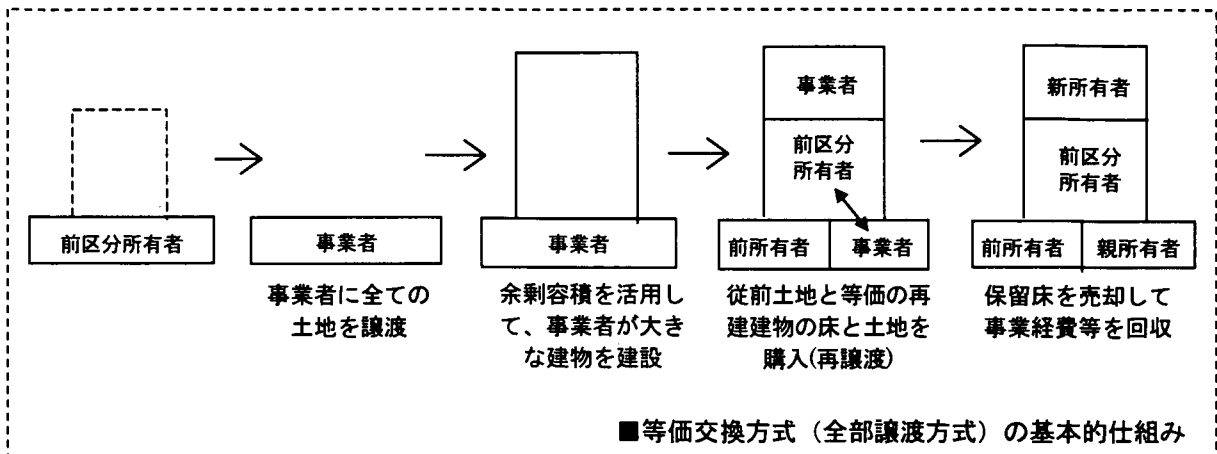 前区分所有者
事業者
事業者に全ての
土地を譲渡
事業者
余剰容積を活用し
て、事業者が大き
な建物を建設
事業者
前区分
所有者
前所有者
事業者
従前土地と等価の再
建建物の床と土地を
購入(再譲渡)
新所有者
前区分
所有者
前所有者
親所有者
保留床を売却して
事業経費等を回収
■等価交換方式（全部譲渡方式）の基本的仕組み